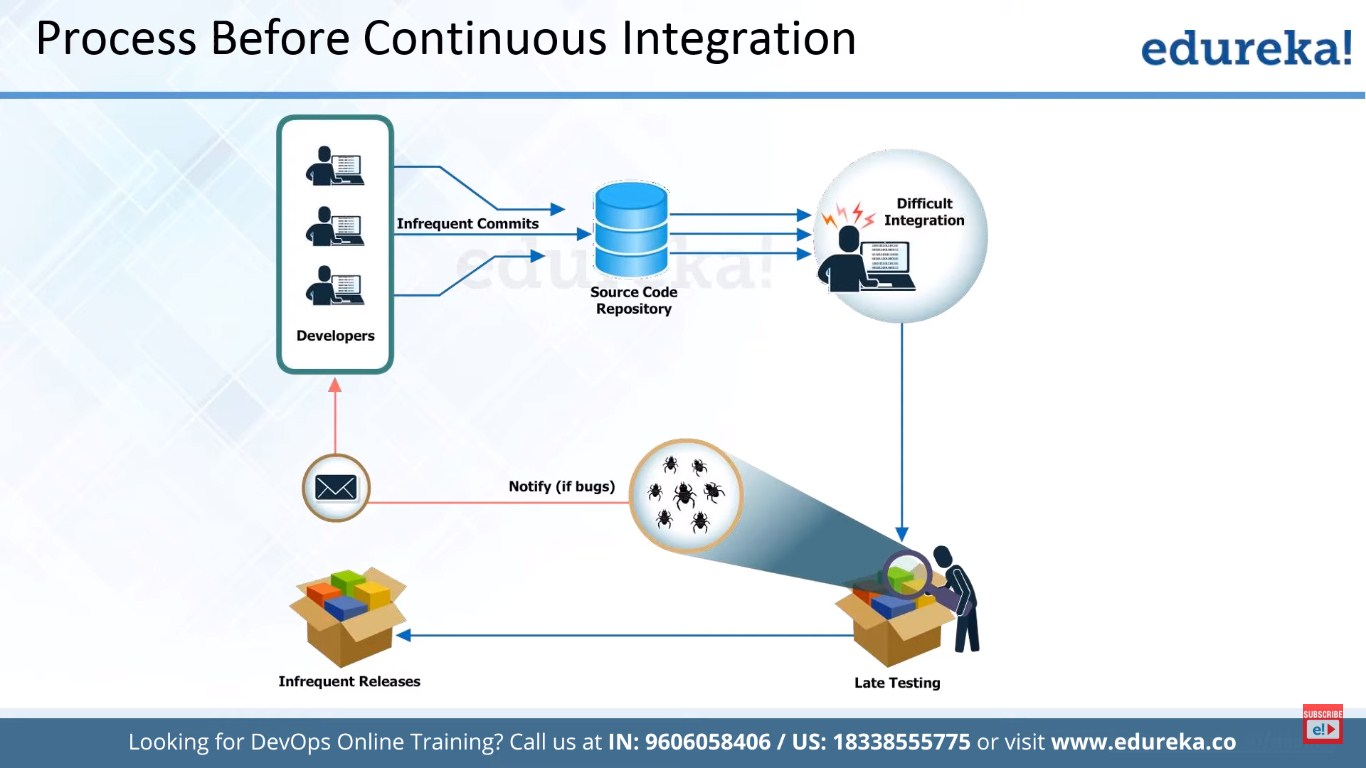 Process Before Continuous Integration
edureka!
Difficult
Integration
Infrequent Commits
edureka!
Source Code
Repository
Developers
Notify (if bugs)
Infrequent Releases
Late Testing
SUBSCRIBE
e!
Looking for DevOps Online Training? Call us at IN: 9606058406 / US: 18338555775 or visit www.edureka.co